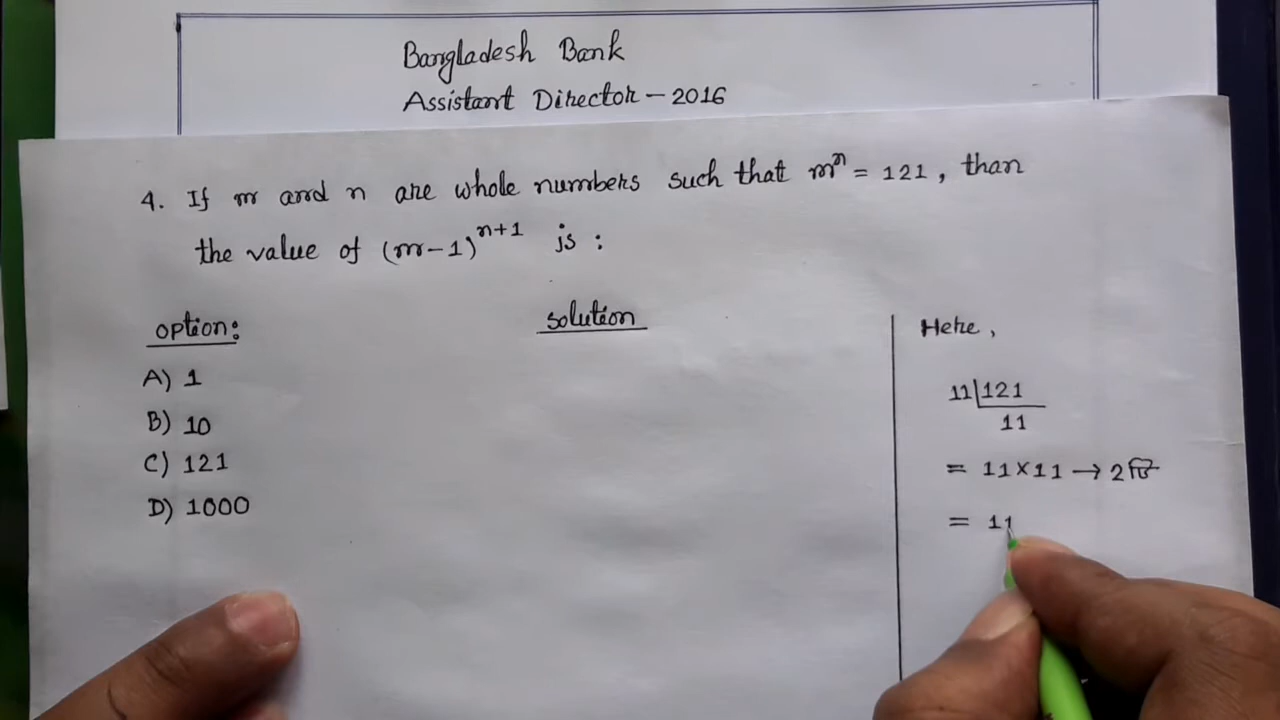 Bangladesh Bank
Assistant Director - 2016
4. If m and n are whole numbers such that mⁿ = 121, than
the value of (m-1)ⁿ⁺¹ is :
option:
A) 1
B) 10
C) 121
D) 1000
solution
Here,
11|121
11
= 11×11 → 2টি
= 11